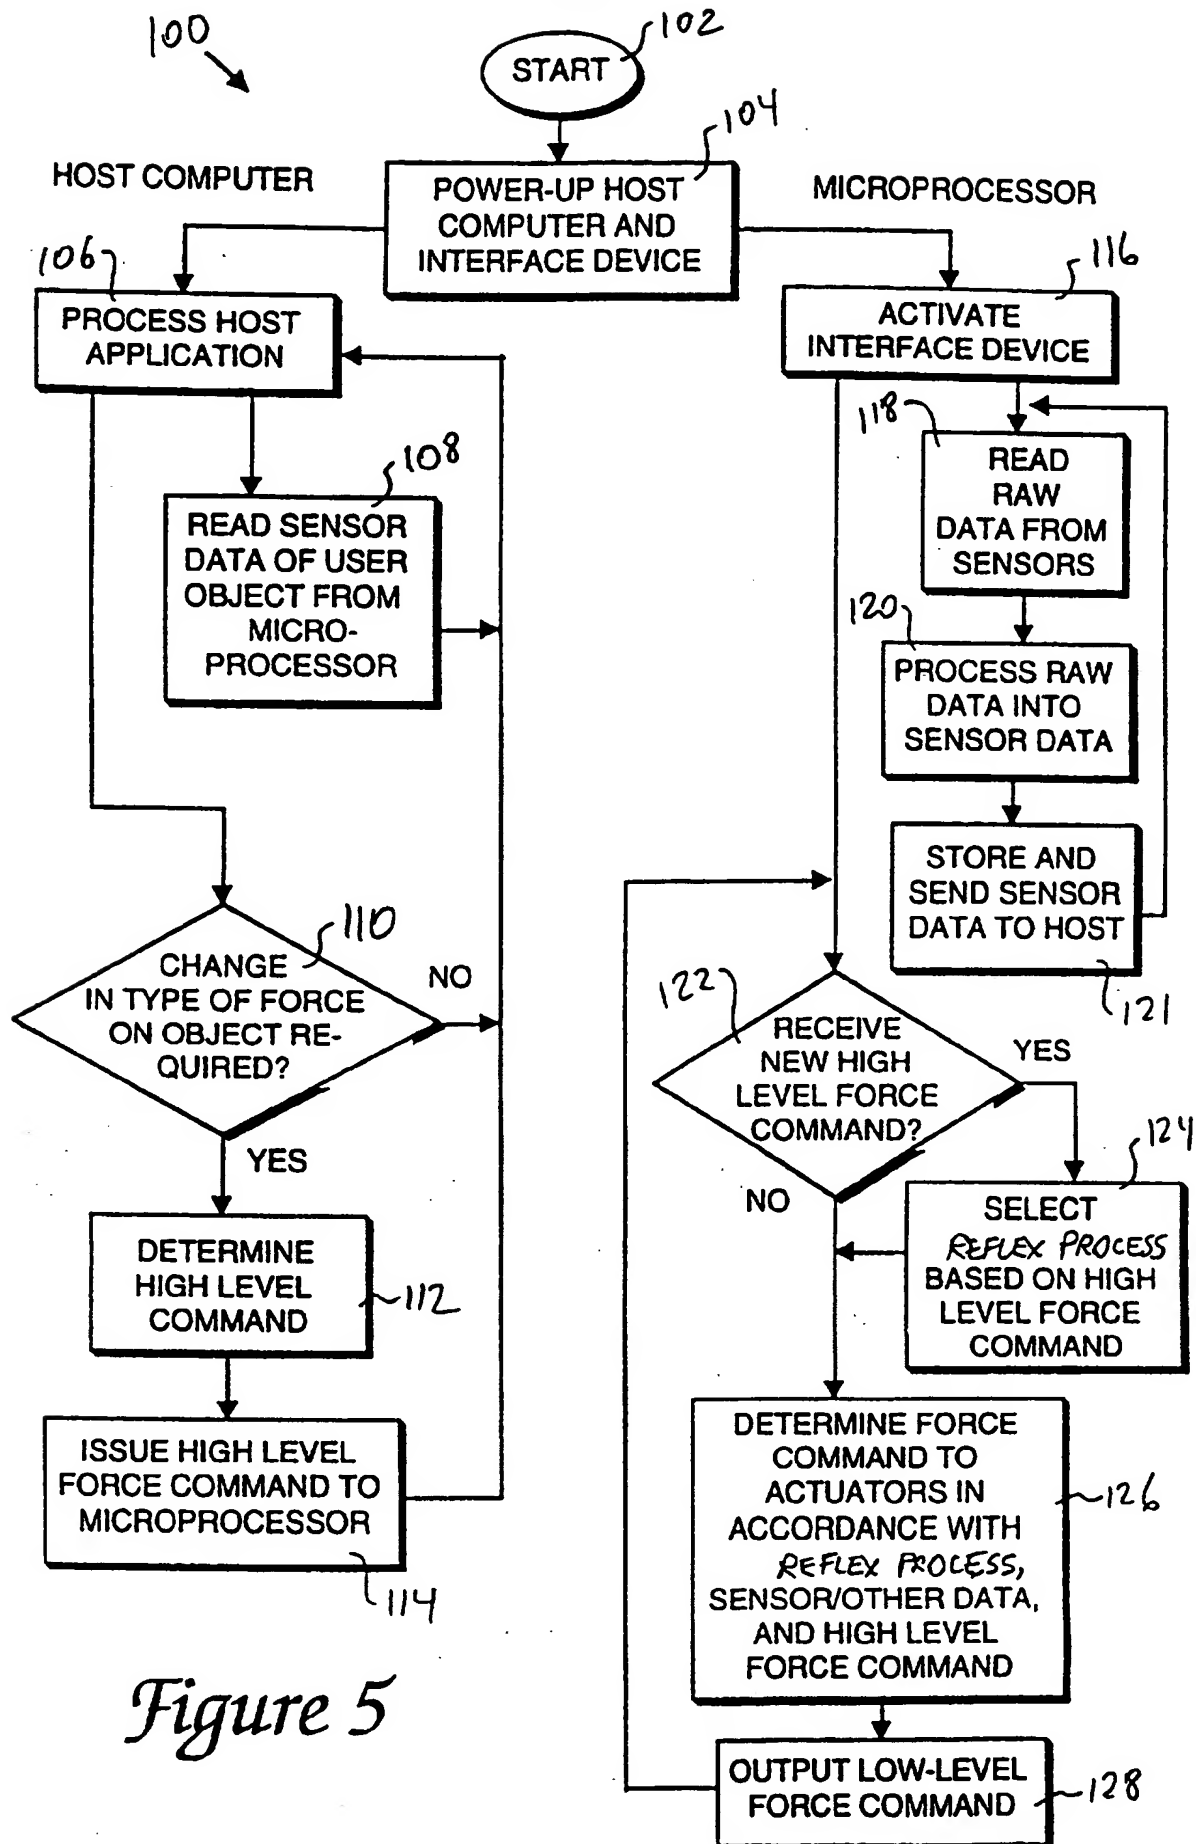 100
START
102
104
HOST COMPUTER
POWER-UP HOST
COMPUTER AND
INTERFACE DEVICE
MICROPROCESSOR
106
PROCESS HOST
APPLICATION
108
READ SENSOR
DATA OF USER
OBJECT FROM
MICRO-
PROCESSOR
110
CHANGE
IN TYPE OF FORCE
ON OBJECT RE-
QUIRED?
NO
YES
DETERMINE
HIGH LEVEL
COMMAND
112
ISSUE HIGH LEVEL
FORCE COMMAND TO
MICROPROCESSOR
114
116
ACTIVATE
INTERFACE DEVICE
118
READ
RAW
DATA FROM
SENSORS
120
PROCESS RAW
DATA INTO
SENSOR DATA
STORE AND
SEND SENSOR
DATA TO HOST
121
122
RECEIVE
NEW HIGH
LEVEL FORCE
COMMAND?
YES
NO
124
SELECT
REFLEX PROCESS
BASED ON HIGH
LEVEL FORCE
COMMAND
DETERMINE FORCE
COMMAND TO
ACTUATORS IN
ACCORDANCE WITH
REFLEX PROCESS,
SENSOR/OTHER DATA,
AND HIGH LEVEL
FORCE COMMAND
126
OUTPUT LOW-LEVEL
FORCE COMMAND
128
Figure 5